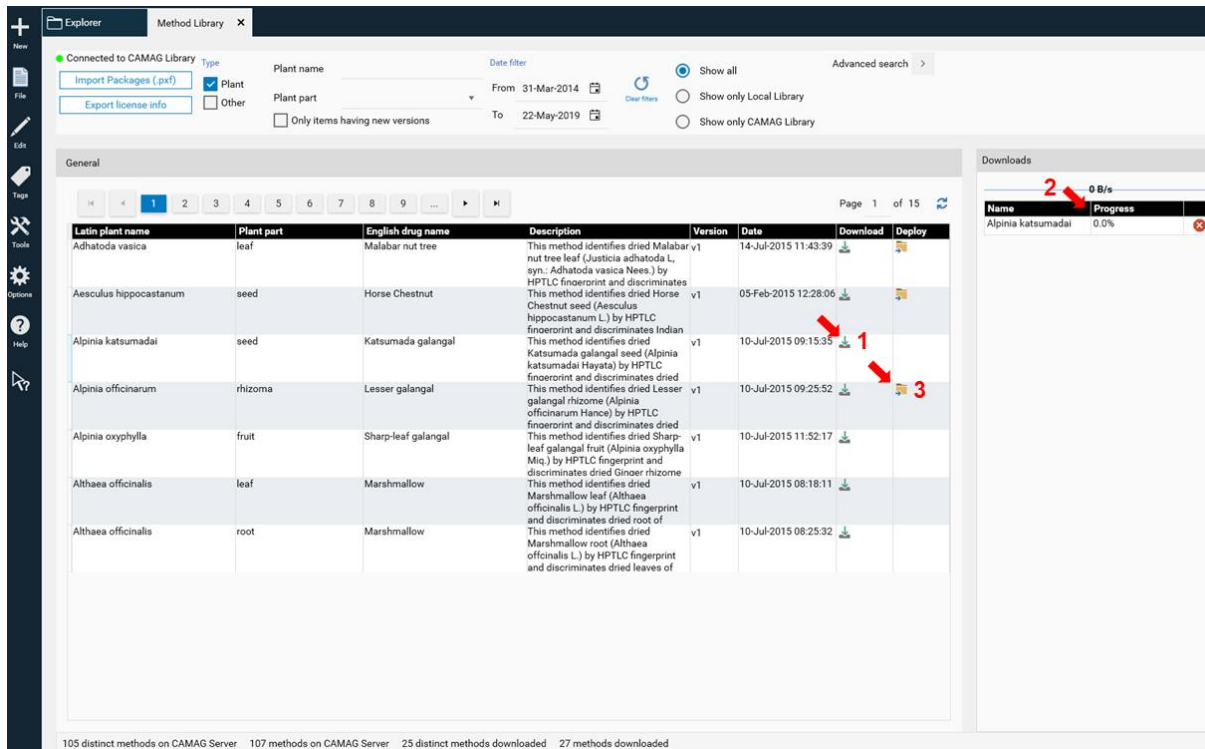 New
File
Edit
Tags
Tools
Options
Help
Explorer
Method Library
Connected to CAMAG Library
Import Packages (.pxf)
Export license info
Type
Plant
Other
Plant name
Plant part
Only items having new versions
Date filter
From 31-Mar-2014
To 22-May-2019
Clear filters
Show all
Show only Local Library
Show only CAMAG Library
Advanced search >
General
1 2 3 4 5 6 7 8 9 ...
Page 1 of 15
Latin plant name Plant part English drug name Description Version Date Download Deploy
Adhatoda vasica leaf Malabar nut tree This method identifies dried Malabar v1 14-Jul-2015 11:43:39
nut tree leaf (Justicia adhatoda L,
syn.: Adhatoda vasica Nees.) by
HPTLC fingerprint and discriminates
Aesculus hippocastanum seed Horse Chestnut This method identifies dried Horse v1 05-Feb-2015 12:28:06
Chestnut seed (Aesculus
hippocastanum L.) by HPTLC
fingerprint and discriminates Indian
Alpinia katsumadai seed Katsumada galangal This method identifies dried v1 10-Jul-2015 09:15:35 1
Katsumada galangal seed (Alpinia
katsumadai Hayata) by HPTLC
fingerprint and discriminates dried
Alpinia officinarum rhizoma Lesser galangal This method identifies dried Lesser v1 10-Jul-2015 09:25:52 3
galangal rhizome (Alpinia
officinarum Hance) by HPTLC
fingerprint and discriminates dried
Alpinia oxyphylla fruit Sharp-leaf galangal This method identifies dried Sharp- v1 10-Jul-2015 11:52:17
leaf galangal fruit (Alpinia oxyphylla
Miq.) by HPTLC fingerprint and
discriminates dried Ginger rhizome
Althaea officinalis leaf Marshmallow This method identifies dried v1 10-Jul-2015 08:18:11
Marshmallow leaf (Althaea
officinalis L.) by HPTLC fingerprint
and discriminates dried root of
Althaea officinalis root Marshmallow This method identifies dried v1 10-Jul-2015 08:25:32
Marshmallow root (Althaea
offcinalis L.) by HPTLC fingerprint
and discriminates dried leaves of
Downloads
2 0 B/s
Name Progress
Alpinia katsumadai 0.0%
105 distinct methods on CAMAG Server 107 methods on CAMAG Server 25 distinct methods downloaded 27 methods downloaded